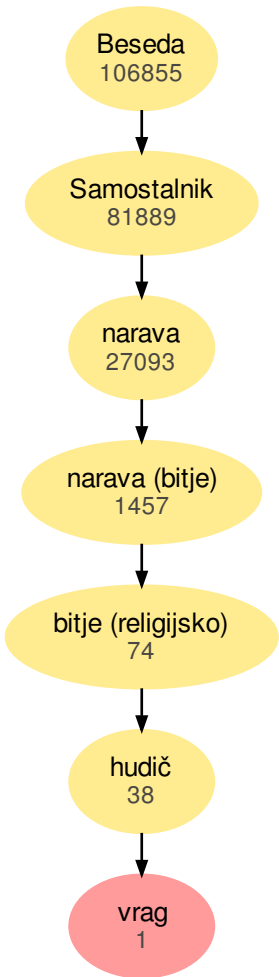 Beseda
106855
Samostalnik
81889
narava
27093
narava (bitje)
1457
bitje (religijsko)
74
hudič
38
vrag
1